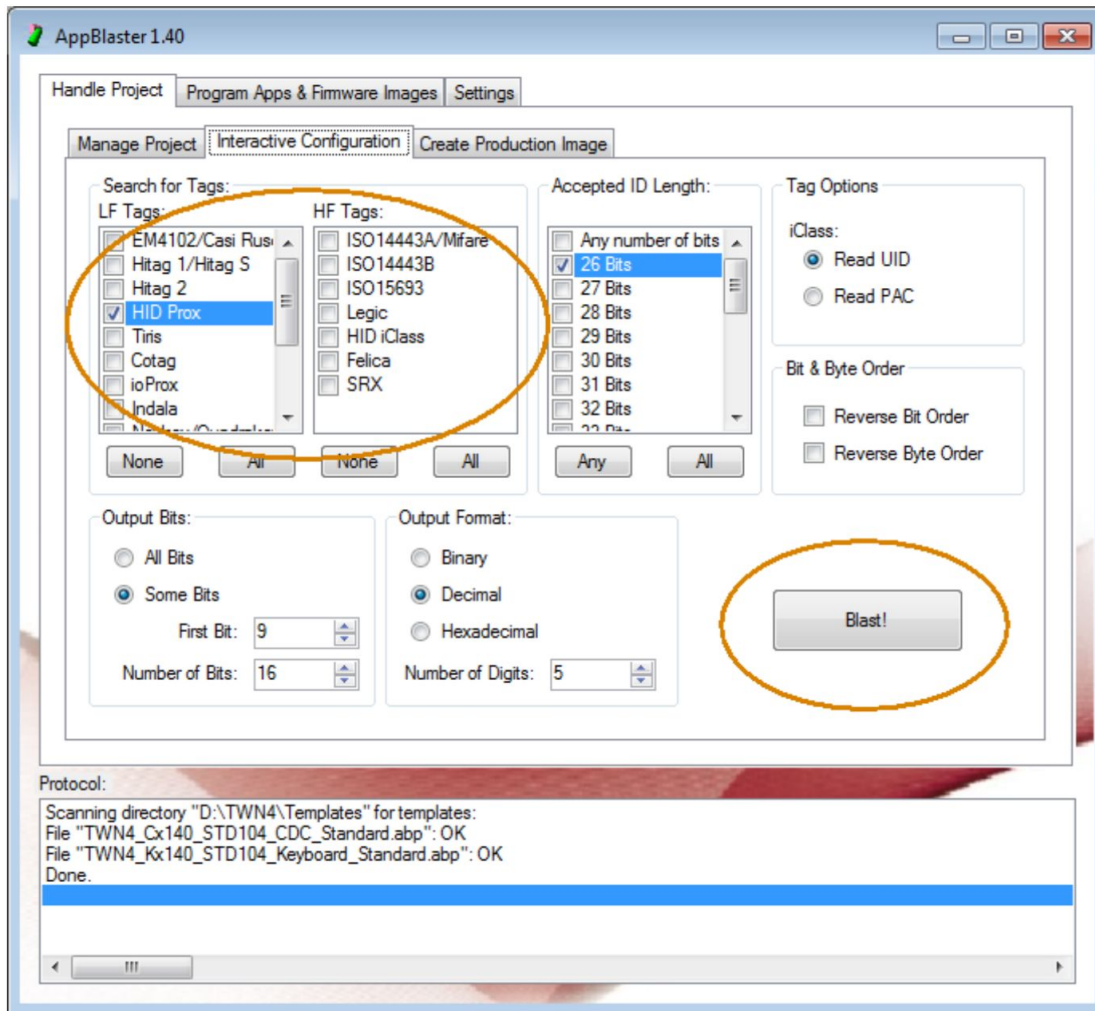 AppBlaster 1.40
Handle Project Program Apps & Firmware Images Settings
Manage Project Interactive Configuration Create Production Image
Search for Tags:
LF Tags:
EM4102/Casi Rus
Hitag 1/Hitag S
Hitag 2
HID Prox
Tiris
Cotag
ioProx
Indala
None All
HF Tags:
ISO14443A/Mifare
ISO14443B
ISO15693
Legic
HID iClass
Felica
SRX
None All
Accepted ID Length:
Any number of bits
26 Bits
27 Bits
28 Bits
29 Bits
30 Bits
31 Bits
32 Bits
Any All
Tag Options
iClass:
Read UID
Read PAC
Bit & Byte Order
Reverse Bit Order
Reverse Byte Order
Output Bits:
All Bits
Some Bits
First Bit: 9
Number of Bits: 16
Output Format:
Binary
Decimal
Hexadecimal
Number of Digits: 5
Blast!
Protocol:
Scanning directory "D:\TWN4\Templates" for templates:
File "TWN4_Cx140_STD104_CDC_Standard.abp": OK
File "TWN4_Kx140_STD104_Keyboard_Standard.abp": OK
Done.